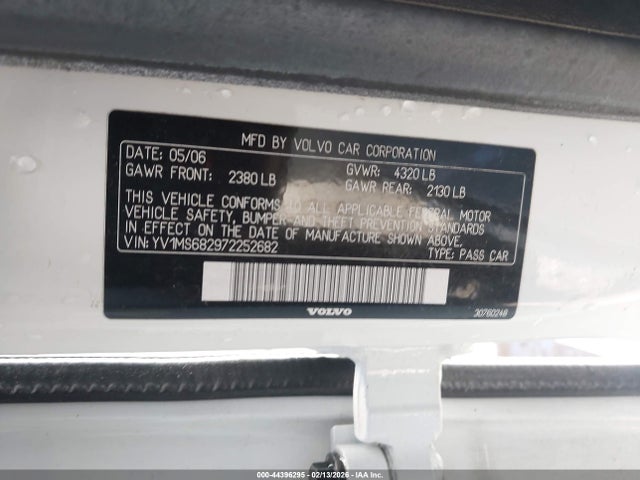 MFD BY VOLVO CAR CORPORATION
DATE: 05/06 GVWR: 4320 LB
GAWR FRONT: 2380 LB GAWR REAR: 2130 LB
THIS VEHICLE CONFORMS TO ALL APPLICABLE FEDERAL MOTOR
VEHICLE SAFETY, BUMPER-AND THEFT PREVENTION STANDARDS
IN EFFECT ON THE DATE OF MANUFACTURE SHOWN ABOVE
VIN: YV1MS682972252682 TYPE: PASS CAR
VOLVO 30760248
000-44396295 - 02/13/2026 - IAAI Inc.